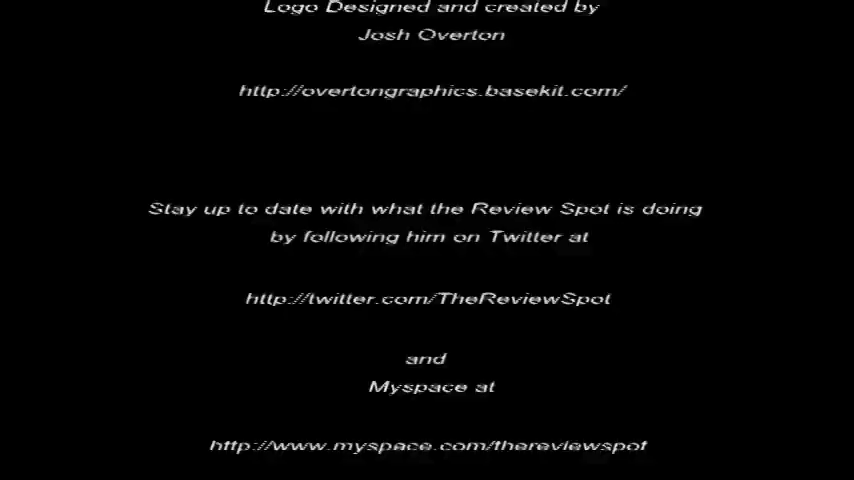 Logo Designed and created by
Josh Overton
http://overtongraphics.basekit.com/
Stay up to date with what the Review Spot is doing
by following him on Twitter at
http://twitter.com/TheReviewSpot
and
Myspace at
http://www.myspace.com/thereviewspot